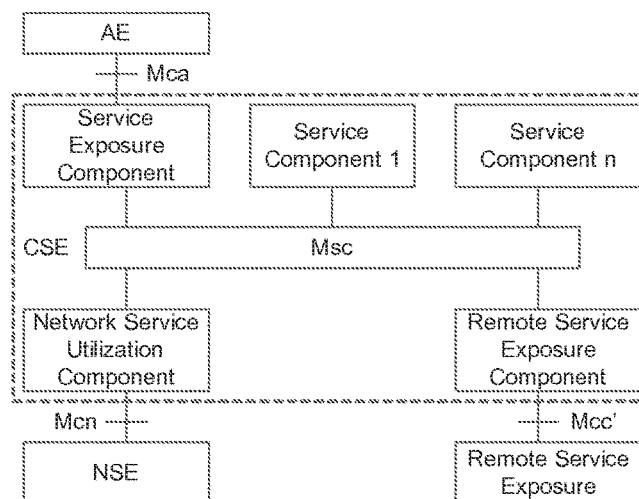 AE
Mca
Service
Exposure
Component
Service
Component 1
Service
Component n
CSE
Msc
Network Service
Utilization
Component
Remote Service
Exposure
Component
Mcn
Mcc'
NSE
Remote Service
Exposure